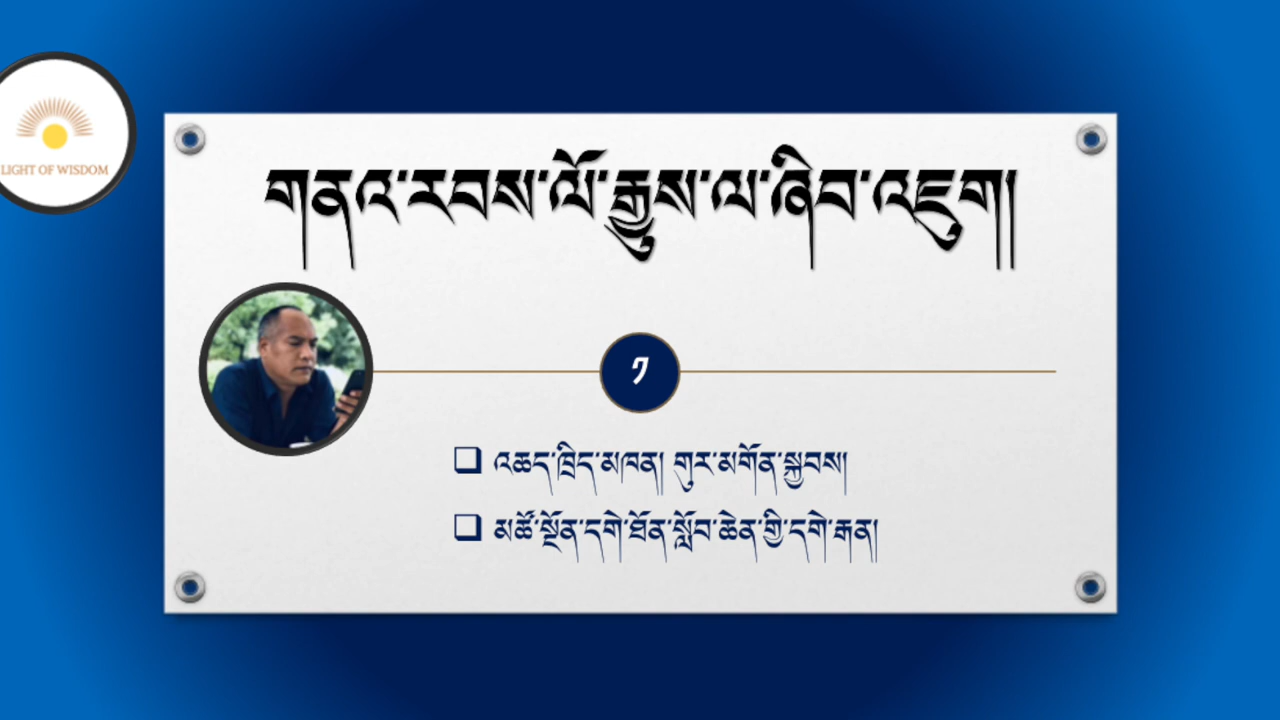 LIGHT OF WISDOM
གནའ་རབས་ལོ་རྒྱུས་ལ་ཞིབ་འཇུག།
༡
འཆད་ཁྲིད་མཁན། གུར་མགོན་སྐྱབས།
མཚོ་སྔོན་དགེ་ཐོན་སློབ་ཆེན་གྱི་དགེ་རྒན།